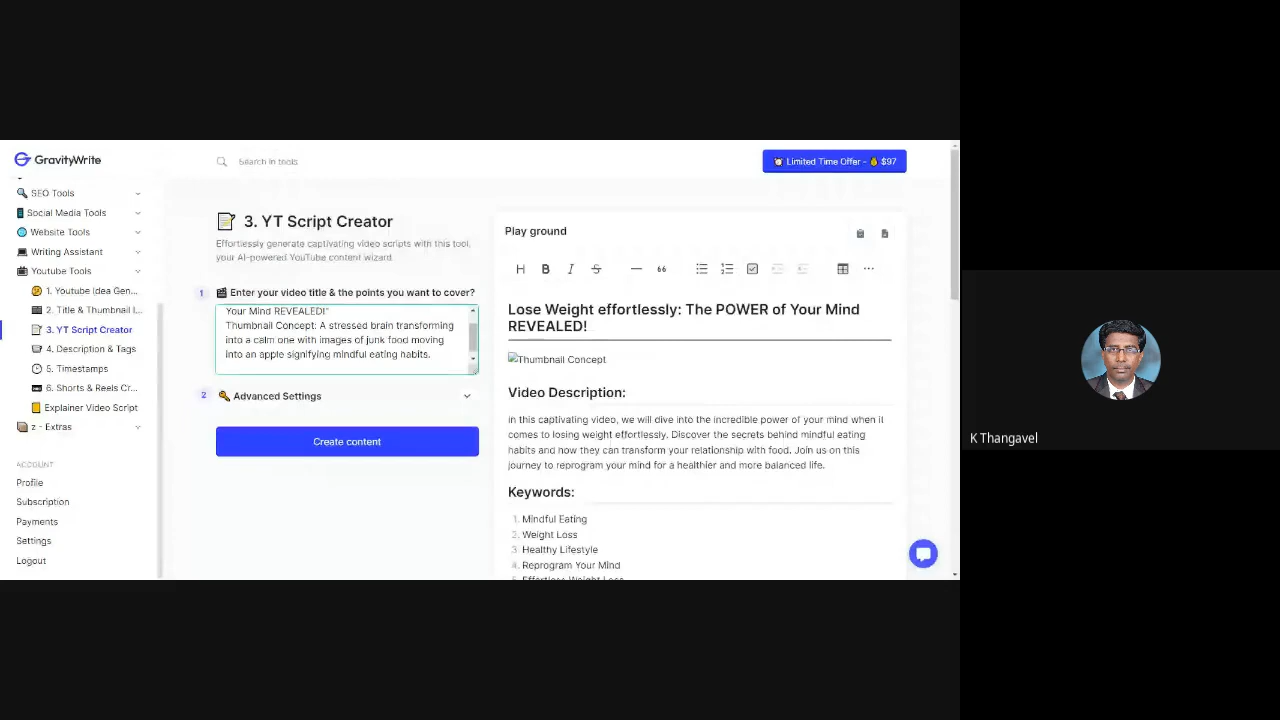 GravityWrite
Search in tools
Limited Time Offer - 💰 $97
SEO Tools
Social Media Tools
Website Tools
Writing Assistant
Youtube Tools
1. Youtube Idea Gen...
2. Title & Thumbnail I...
3. YT Script Creator
4. Description & Tags
5. Timestamps
6. Shorts & Reels Cr...
Explainer Video Script
z - Extras
ACCOUNT
Profile
Subscription
Payments
Settings
Logout
3. YT Script Creator
Effortlessly generate captivating video scripts with this tool,
your AI-powered YouTube content wizard.
1 Enter your video title & the points you want to cover?
Your Mind REVEALED!"
Thumbnail Concept: A stressed brain transforming
into a calm one with images of junk food moving
into an apple signifying mindful eating habits.
2 Advanced Settings
Create content
Play ground
H B I S — 66
Lose Weight effortlessly: The POWER of Your Mind
REVEALED!
Thumbnail Concept
Video Description:
In this captivating video, we will dive into the incredible power of your mind when it
comes to losing weight effortlessly. Discover the secrets behind mindful eating
habits and how they can transform your relationship with food. Join us on this
journey to reprogram your mind for a healthier and more balanced life.
Keywords:
1. Mindful Eating
2. Weight Loss
3. Healthy Lifestyle
4. Reprogram Your Mind
5. Effortless Weight Loss
K Thangavel